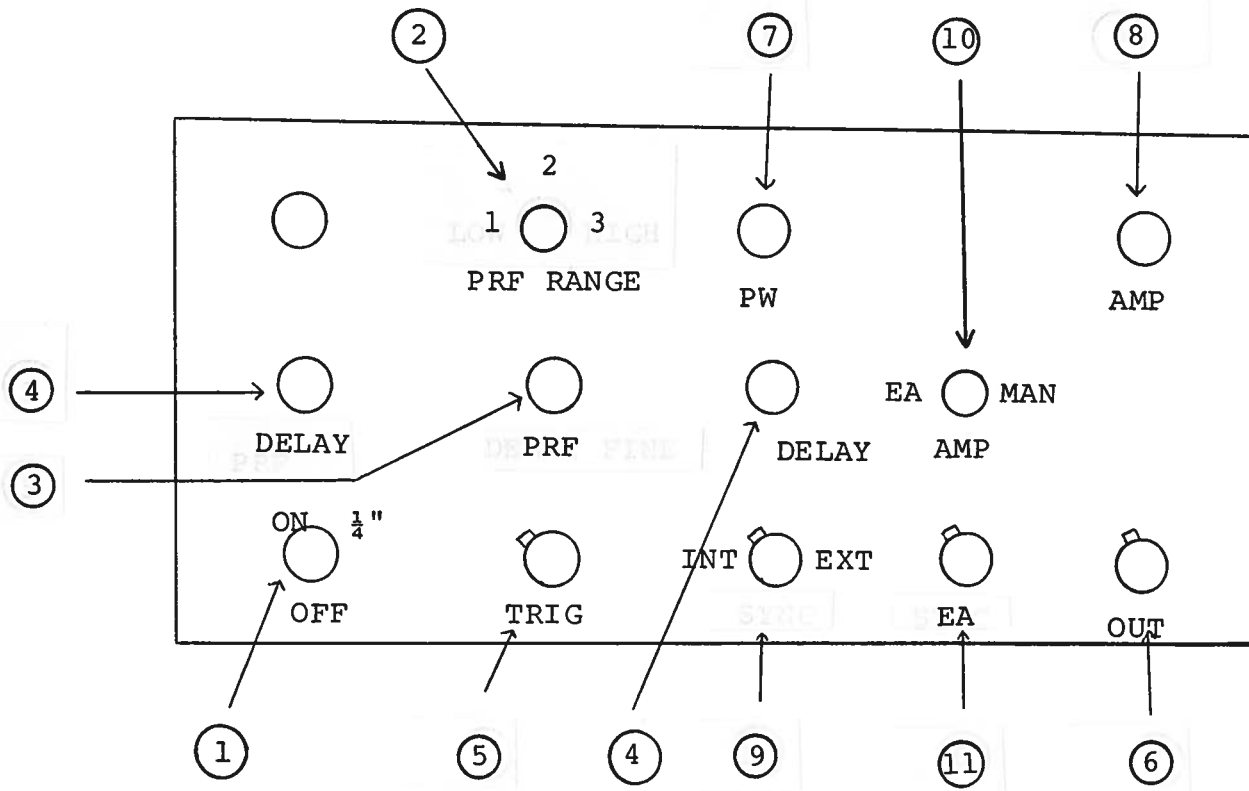 2 7 10 8
2
1 3
PRF RANGE
PW
AMP
4
EA MAN
DELAY PRF DELAY AMP
3
ON ¼"
INT EXT
OFF TRIG EA OUT
1 5 4 9 11 6